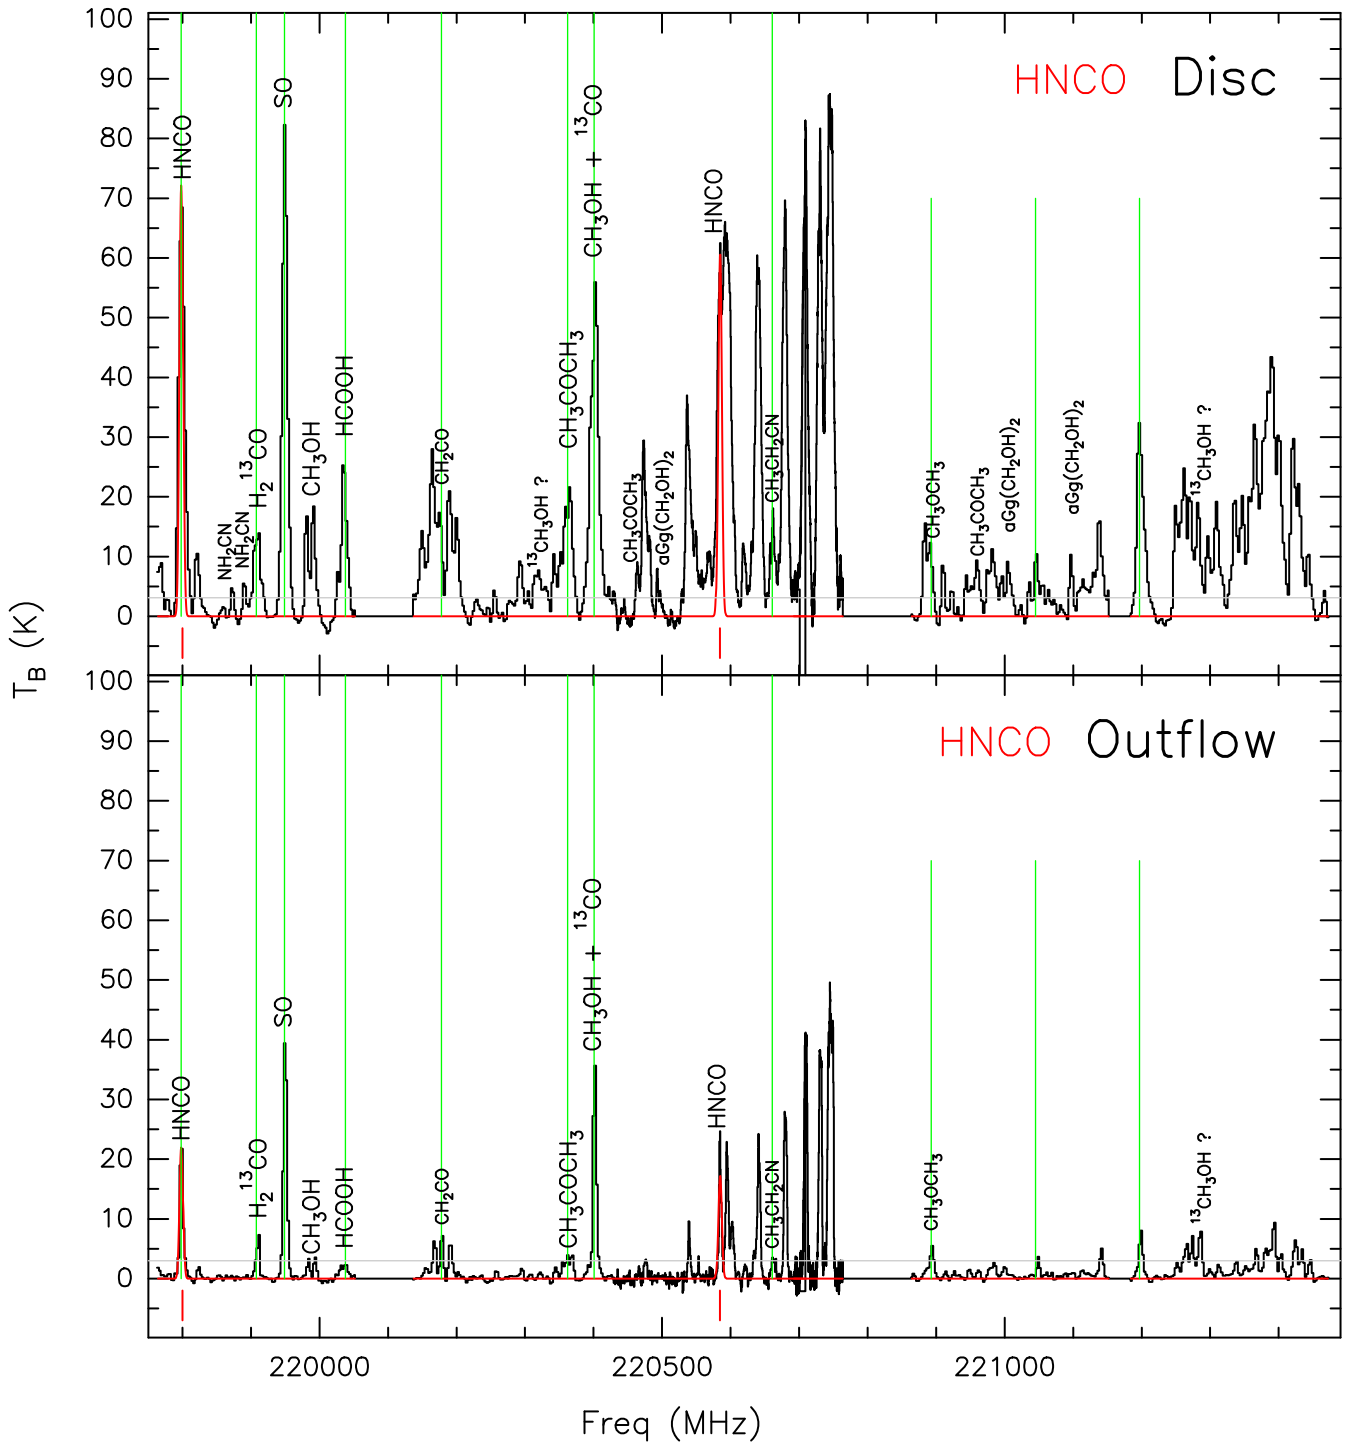 100
90
80
70
60
50
40
30
20
10
0
HNCO Disc
HNCO
NH₂CN
NH₂CN
H₂ ¹³CO
SO
CH₃OH
HCOOH
CH₂CO
¹³CH₃OH ?
CH₃COCH₃
CH₃OH + ¹³CO
CH₃COCH₃
aGg(CH₂OH)₂
HNCO
CH₃CH₂CN
CH₃OCH₃
CH₃COCH₃
aGg(CH₂OH)₂
aGg(CH₂OH)₂
¹³CH₃OH ?
T_B (K)
100
90
80
70
60
50
40
30
20
10
0
HNCO Outflow
HNCO
H₂ ¹³CO
SO
CH₃OH
HCOOH
CH₂CO
CH₃COCH₃
CH₃OH + ¹³CO
HNCO
CH₃CH₂CN
CH₃OCH₃
¹³CH₃OH ?
220000 220500 221000
Freq (MHz)